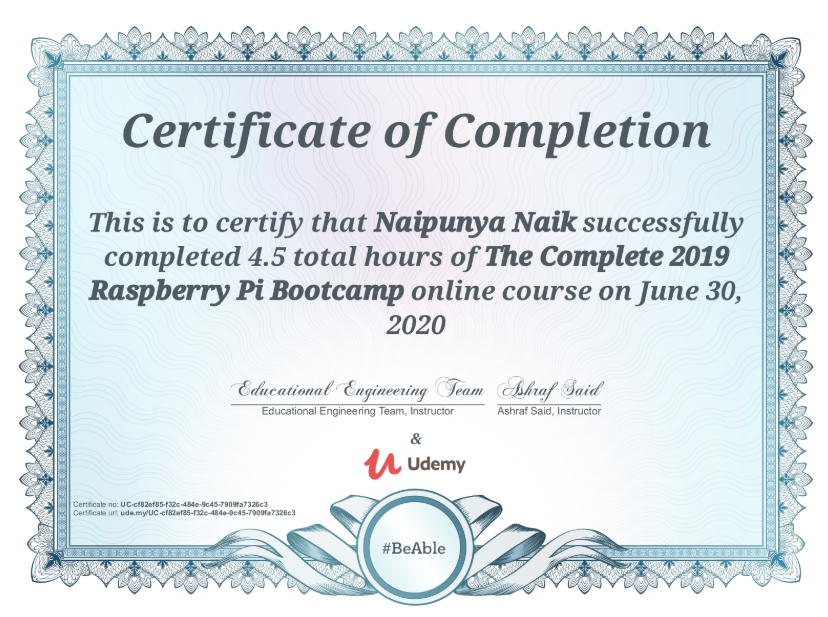 Certificate of Completion
This is to certify that Naipunya Naik successfully
completed 4.5 total hours of The Complete 2019
Raspberry Pi Bootcamp online course on June 30,
2020
Educational Engineering Team Ashraf Said
Educational Engineering Team, Instructor Ashraf Said, Instructor
&
Udemy
Certificate no: UC-cf82ef85-f32c-484e-9c45-7909fa7326c3
Certificate url: ude.my/UC-cf82ef85-f32c-484e-9c45-7909fa7326c3
#BeAble